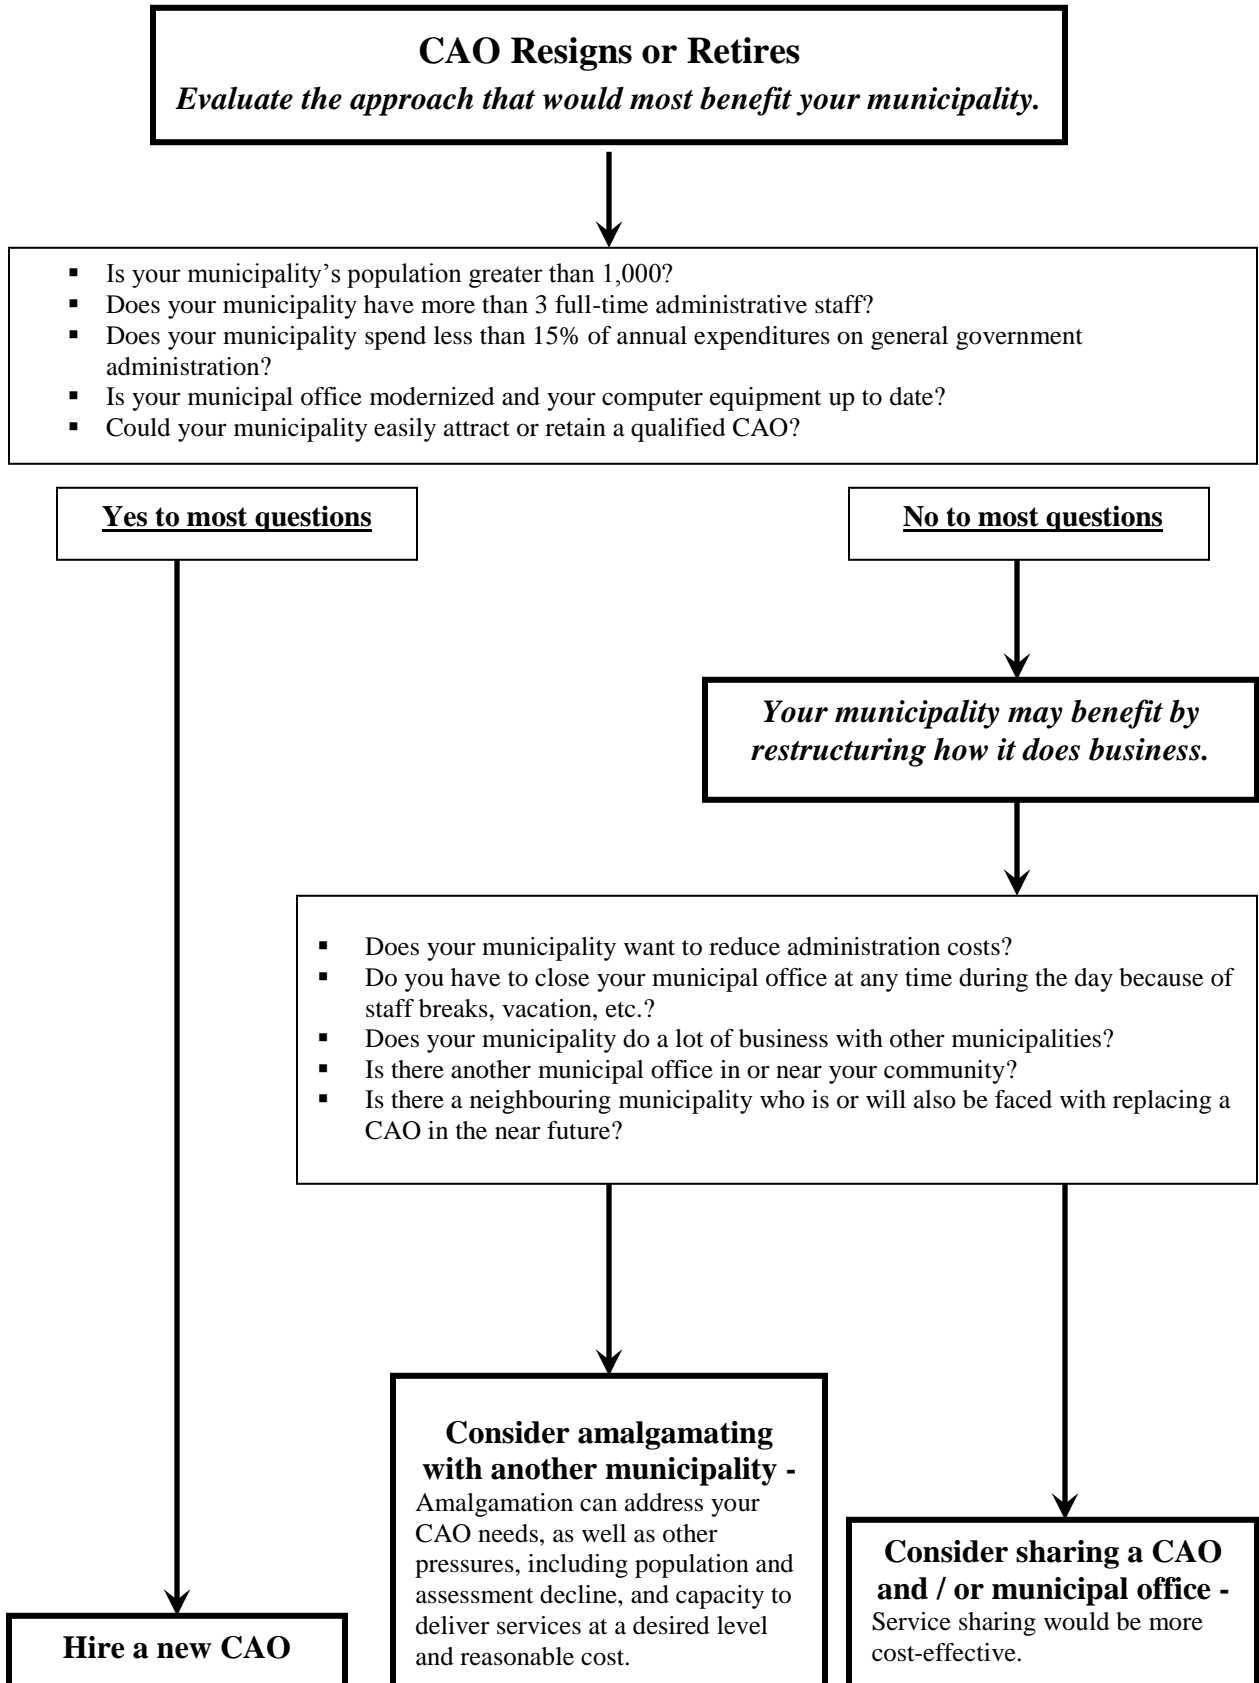 CAO Resigns or Retires
Evaluate the approach that would most benefit your municipality.
▪ Is your municipality’s population greater than 1,000?
▪ Does your municipality have more than 3 full-time administrative staff?
▪ Does your municipality spend less than 15% of annual expenditures on general government
administration?
▪ Is your municipal office modernized and your computer equipment up to date?
▪ Could your municipality easily attract or retain a qualified CAO?
Yes to most questions
No to most questions
Your municipality may benefit by
restructuring how it does business.
▪ Does your municipality want to reduce administration costs?
▪ Do you have to close your municipal office at any time during the day because of
staff breaks, vacation, etc.?
▪ Does your municipality do a lot of business with other municipalities?
▪ Is there another municipal office in or near your community?
▪ Is there a neighbouring municipality who is or will also be faced with replacing a
CAO in the near future?
Consider amalgamating
with another municipality -
Amalgamation can address your
CAO needs, as well as other
pressures, including population and
assessment decline, and capacity to
deliver services at a desired level
and reasonable cost.
Consider sharing a CAO
and / or municipal office -
Service sharing would be more
cost-effective.
Hire a new CAO